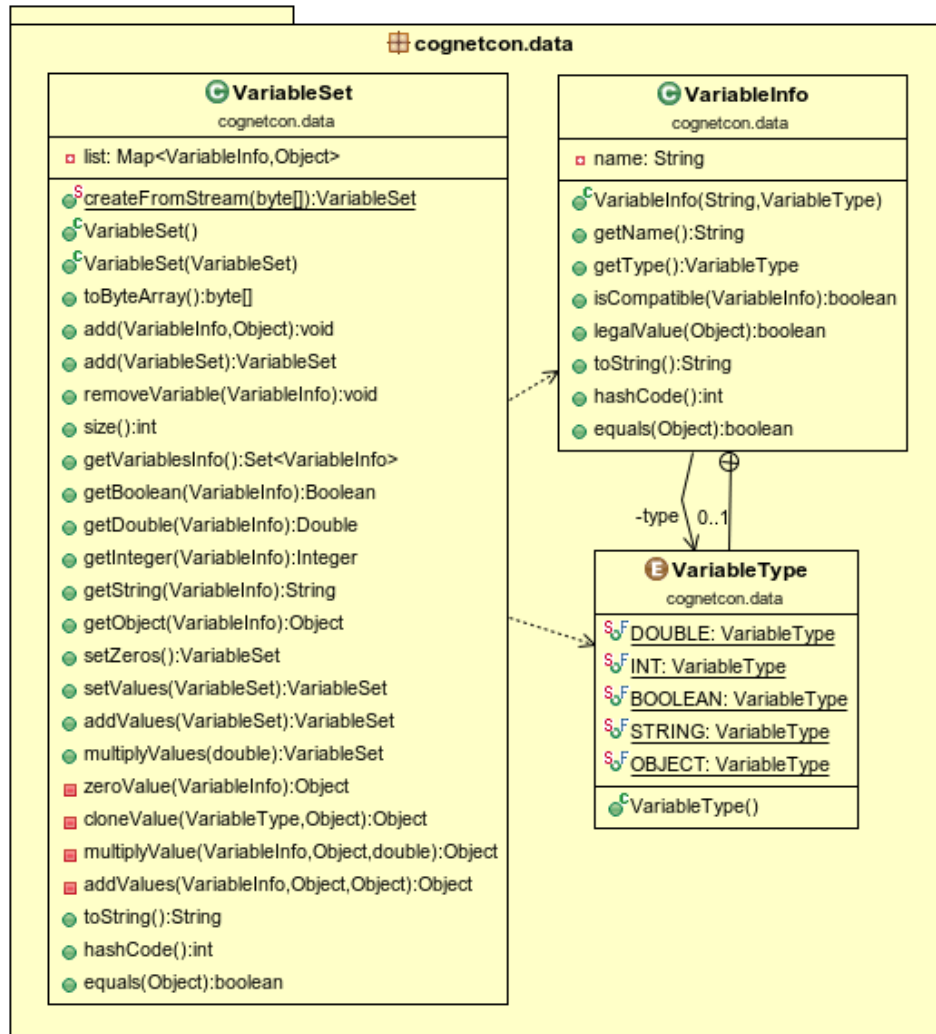 cognetcon.data
VariableSet
cognetcon.data
list: Map<VariableInfo,Object>
createFromStream(byte[]):VariableSet
VariableSet()
VariableSet(VariableSet)
toByteArray():byte[]
add(VariableInfo,Object):void
add(VariableSet):VariableSet
removeVariable(VariableInfo):void
size():int
getVariablesInfo():Set<VariableInfo>
getBoolean(VariableInfo):Boolean
getDouble(VariableInfo):Double
getInteger(VariableInfo):Integer
getString(VariableInfo):String
getObject(VariableInfo):Object
setZeros():VariableSet
setValues(VariableSet):VariableSet
addValues(VariableSet):VariableSet
multiplyValues(double):VariableSet
zeroValue(VariableInfo):Object
cloneValue(VariableType,Object):Object
multiplyValue(VariableInfo,Object,double):Object
addValues(VariableInfo,Object,Object):Object
toString():String
hashCode():int
equals(Object):boolean
VariableInfo
cognetcon.data
name: String
VariableInfo(String,VariableType)
getName():String
getType():VariableType
isCompatible(VariableInfo):boolean
legalValue(Object):boolean
toString():String
hashCode():int
equals(Object):boolean
-type 0..1
VariableType
cognetcon.data
DOUBLE: VariableType
INT: VariableType
BOOLEAN: VariableType
STRING: VariableType
OBJECT: VariableType
VariableType()